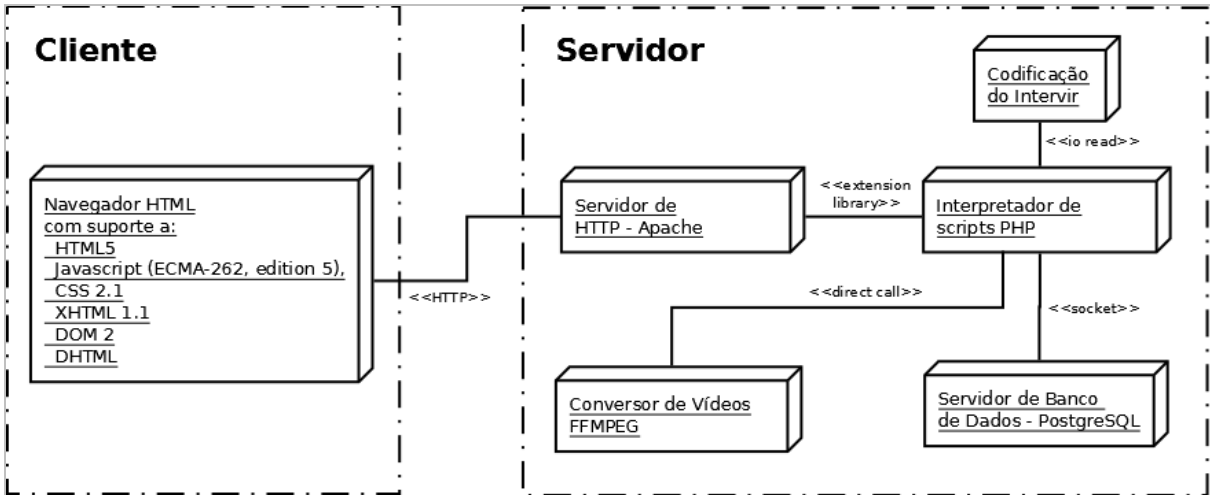 Cliente
Navegador HTML
com suporte a:
HTML5
Javascript (ECMA-262, edition 5),
CSS 2.1
XHTML 1.1
DOM 2
DHTML
<<HTTP>>
Servidor
Codificação
do Intervir
<<io read>>
Servidor de
HTTP - Apache
<<extension
library>>
Interpretador de
scripts PHP
<<direct call>>
<<socket>>
Conversor de Vídeos
FFMPEG
Servidor de Banco
de Dados - PostgreSQL